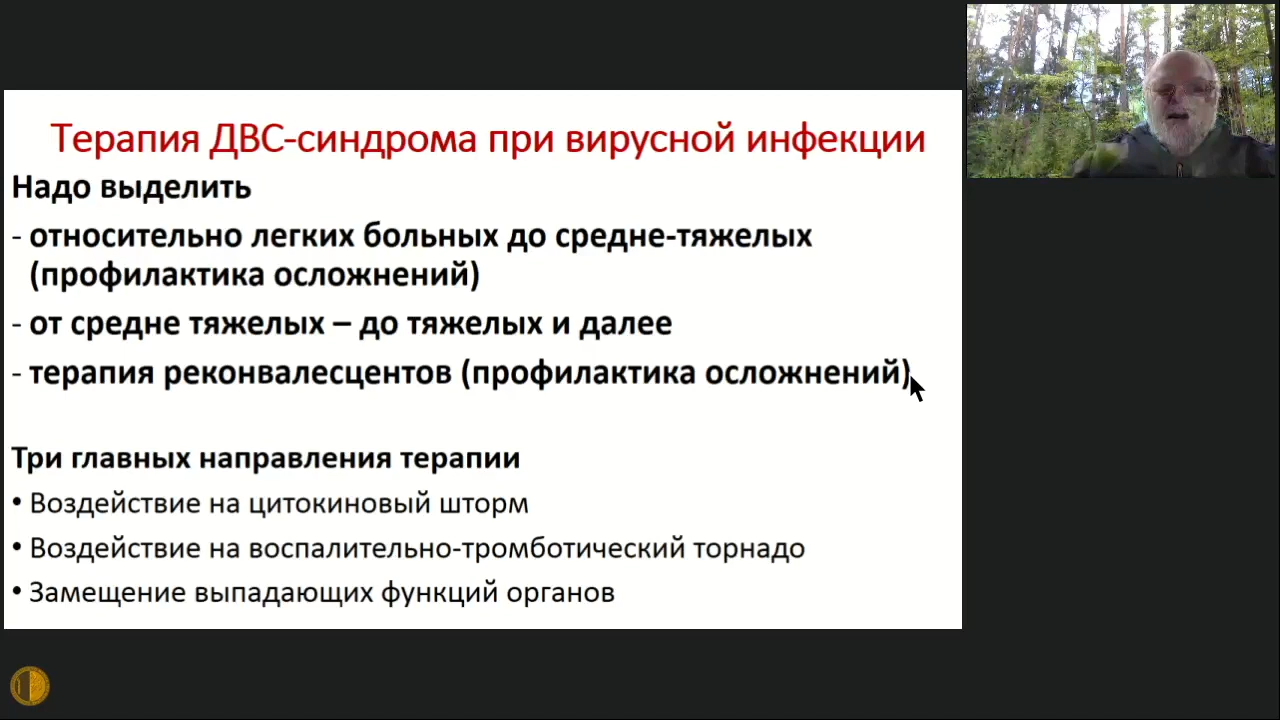 Терапия ДВС-синдрома при вирусной инфекции
Надо выделить
- относительно легких больных до средне-тяжелых
(профилактика осложнений)
- от средне тяжелых – до тяжелых и далее
- терапия реконвалесцентов (профилактика осложнений)
Три главных направления терапии
• Воздействие на цитокиновый шторм
• Воздействие на воспалительно-тромботический торнадо
• Замещение выпадающих функций органов